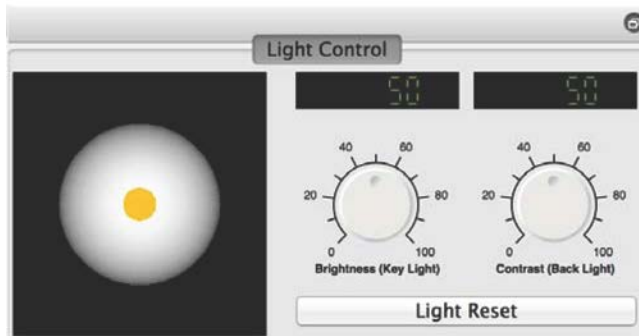 Light Control
50 50
40 60 40 60
20 80 20 80
0 100 0 100
Brightness (Key Light) Contrast (Back Light)
Light Reset